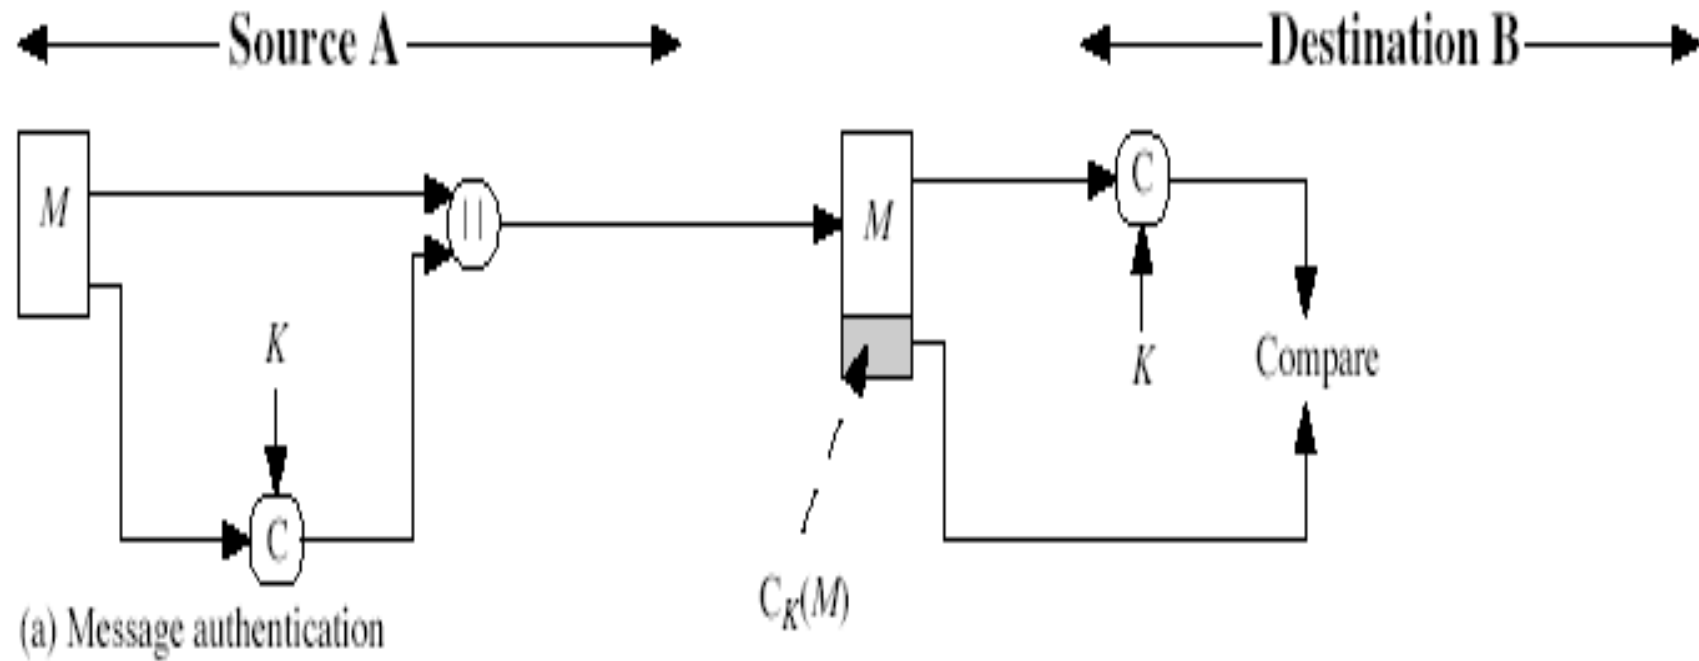 Source A
Destination B
M
||
M
C
K
K
Compare
C
C_K(M)
(a) Message authentication